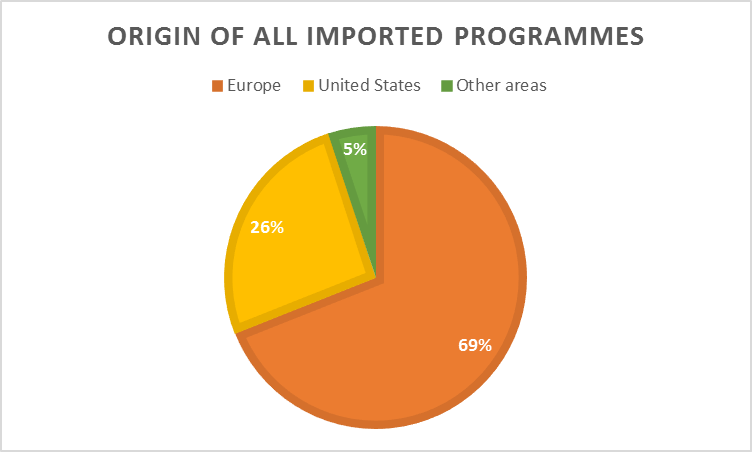 ORIGIN OF ALL IMPORTED PROGRAMMES
Europe United States Other areas
5%
26%
69%